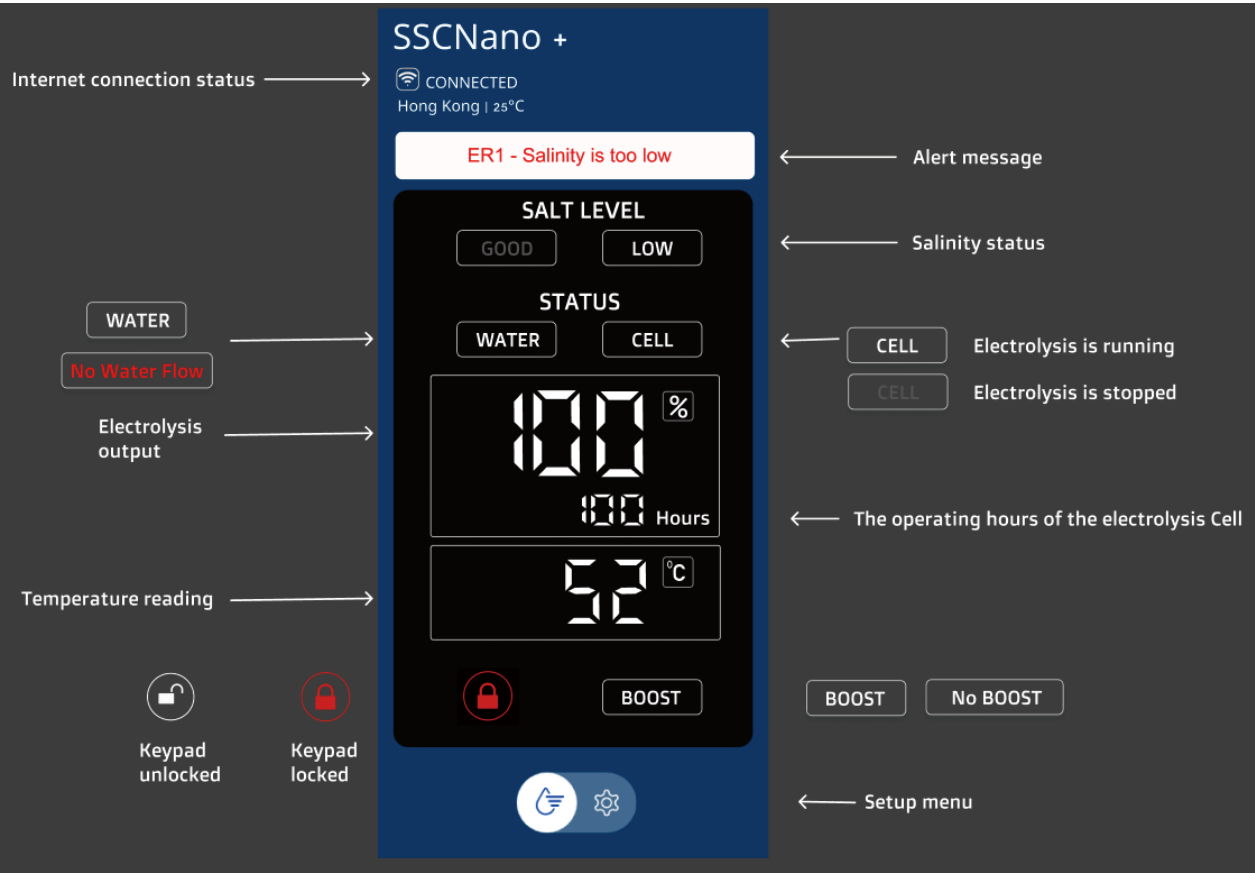 SSCNano +
Internet connection status
CONNECTED
Hong Kong | 25°C
ER1 - Salinity is too low
Alert message
SALT LEVEL
GOOD
LOW
Salinity status
STATUS
WATER
No Water Flow
WATER
CELL
CELL
Electrolysis is running
CELL
Electrolysis is stopped
Electrolysis
output
100 %
100 Hours
The operating hours of the electrolysis Cell
Temperature reading
52 °C
Keypad
unlocked
Keypad
locked
BOOST
BOOST
No BOOST
Setup menu